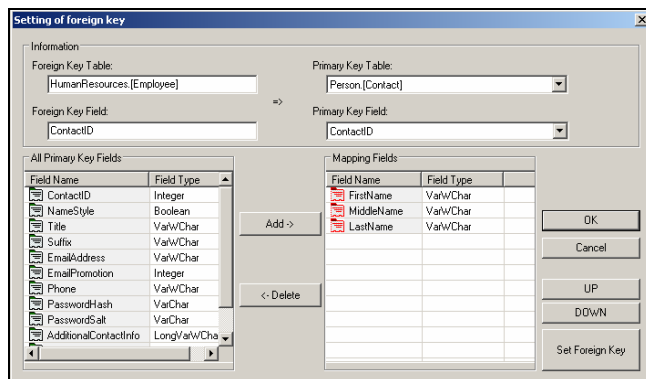 Setting of foreign key
Information
Foreign Key Table:
Primary Key Table:
HumanResources.[Employee]
=>
Person.[Contact]
Foreign Key Field:
Primary Key Field:
ContactID
ContactID
All Primary Key Fields
Mapping Fields
Field Name Field Type
Field Name Field Type
ContactID Integer
FirstName VarWChar
NameStyle Boolean
MiddleName VarWChar
Title VarWChar
LastName VarWChar
Suffix VarWChar
EmailAddress VarWChar
EmailPromotion Integer
Phone VarWChar
PasswordHash VarChar
PasswordSalt VarChar
AdditionalContactInfo LongVarWCha
Add ->
<- Delete
OK
Cancel
UP
DOWN
Set Foreign Key